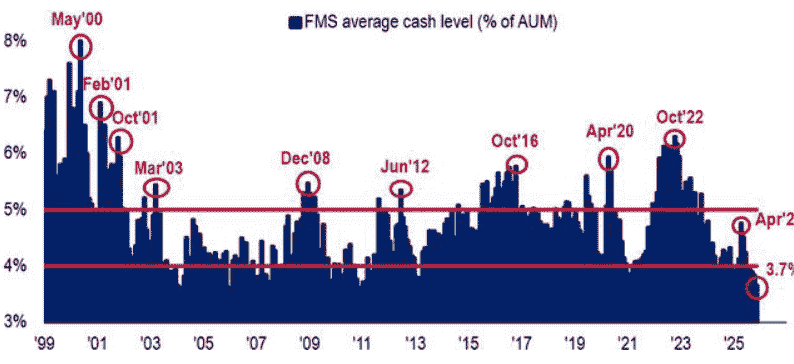 FMS average cash level (% of AUM)
8%
7%
6%
5%
4%
3%
May'00
Feb'01
Oct'01
Mar'03
Dec'08
Jun'12
Oct'16
Apr'20
Oct'22
Apr'2
3.7%
'99 '01 '03 '05 '07 '09 '11 '13 '15 '17 '19 '21 '23 '25